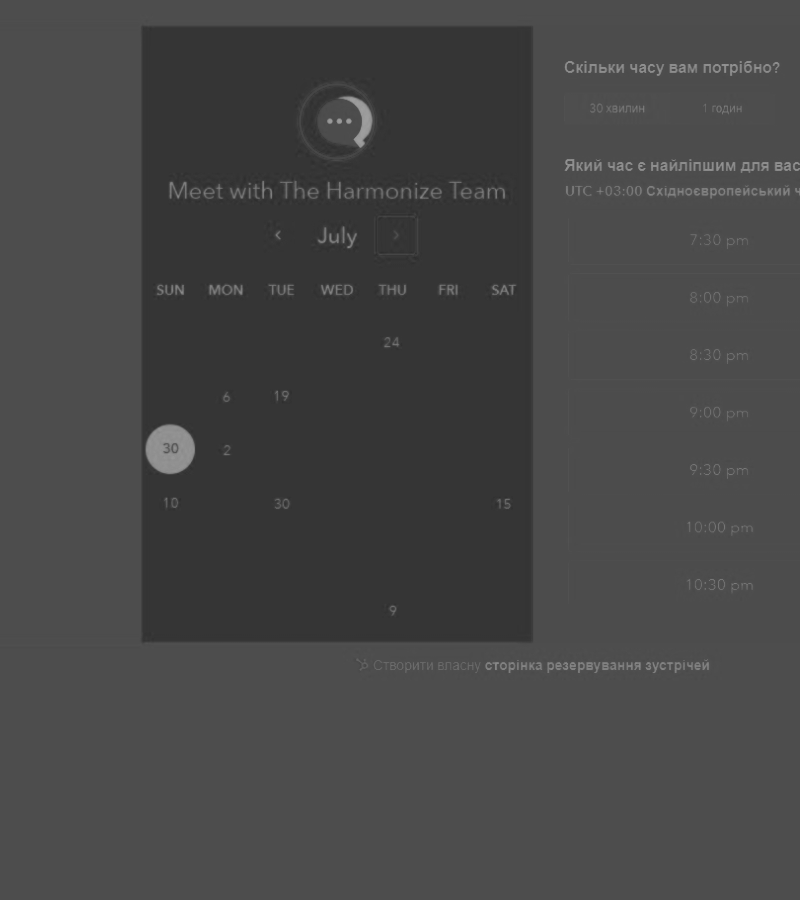 Meet with The Harmonize Team
July
SUN MON TUE WED THU FRI SAT
24
6 19
30 2
10 30 15
9
Скільки часу вам потрібно?
30 хвилин 1 годин
Який час є найліпшим для вас
UTC +03:00 Східноєвропейський ч
7:30 pm
8:00 pm
8:30 pm
9:00 pm
9:30 pm
10:00 pm
10:30 pm
Створити власну сторінка резервування зустрічей